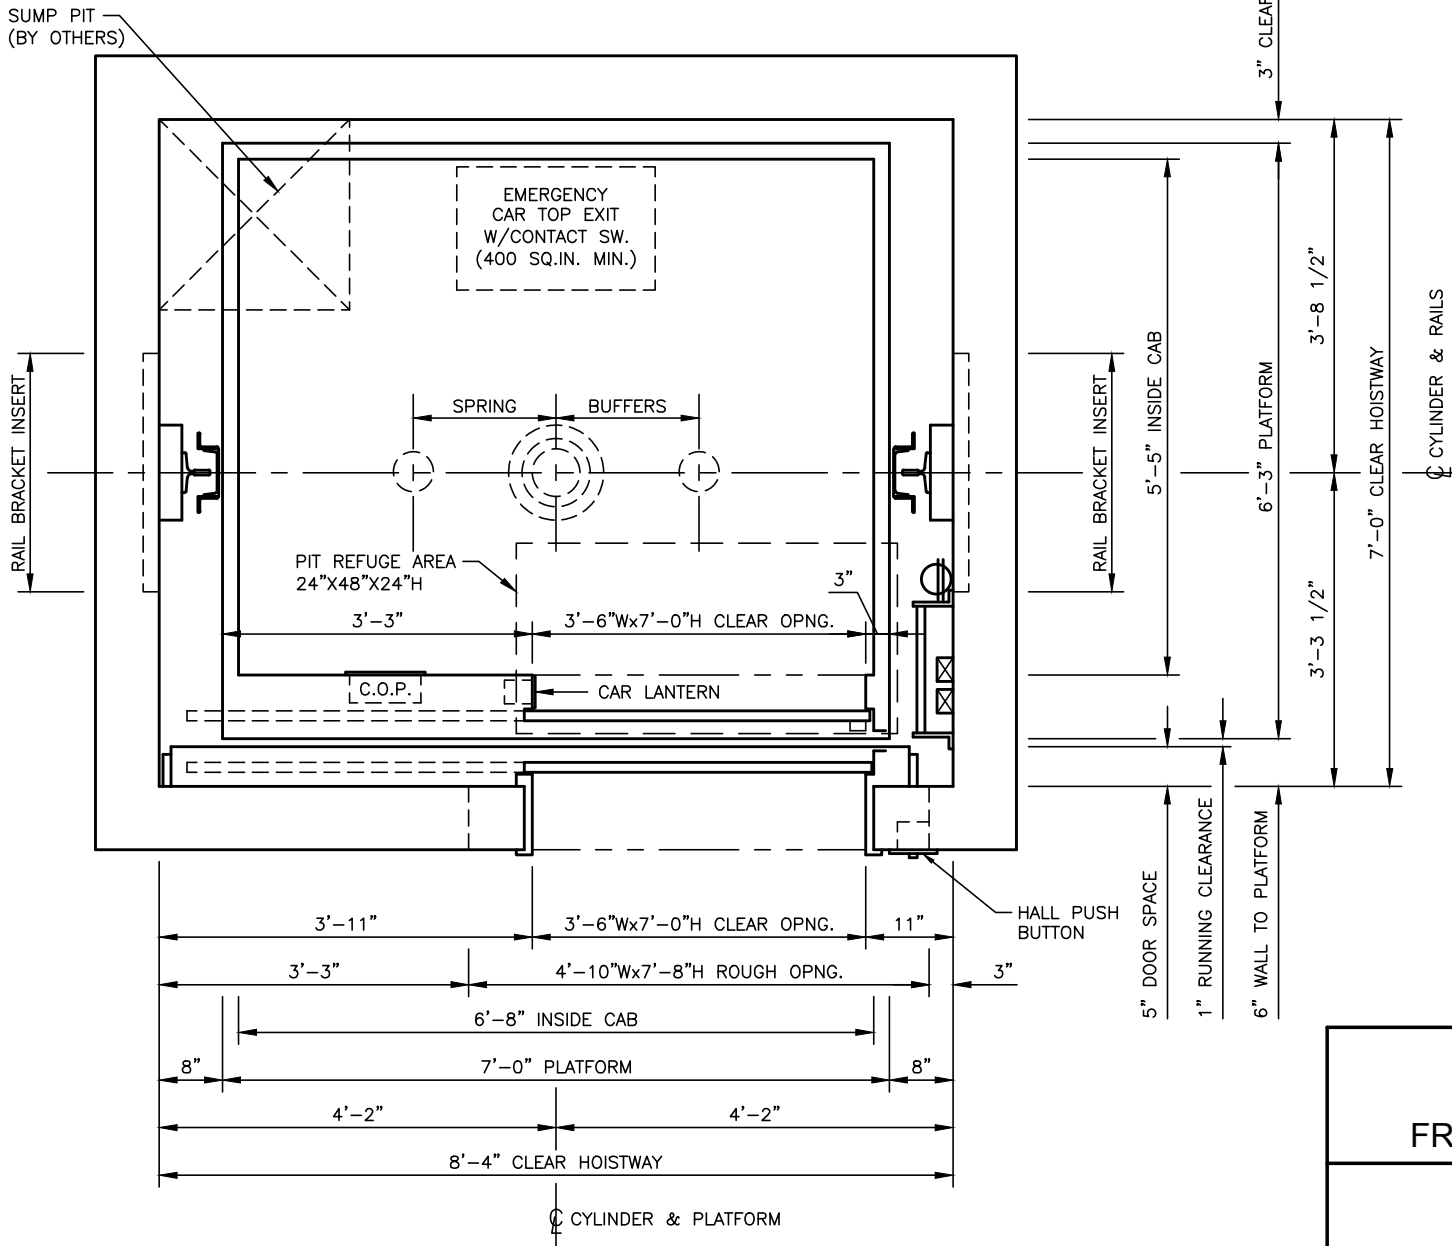 SUMP PIT
(BY OTHERS)
3" CLEAR
EMERGENCY
CAR TOP EXIT
W/CONTACT SW.
(400 SQ.IN. MIN.)
SPRING
BUFFERS
RAIL BRACKET INSERT
RAIL BRACKET INSERT
5'-5" INSIDE CAB
6'-3" PLATFORM
3'-8 1/2"
7'-0" CLEAR HOISTWAY
℄ CYLINDER & RAILS
PIT REFUGE AREA
24"X48"X24"H
3"
3'-3"
3'-6"Wx7'-0"H CLEAR OPNG.
3'-3 1/2"
C.O.P.
CAR LANTERN
HALL PUSH
BUTTON
5" DOOR SPACE
1" RUNNING CLEARANCE
6" WALL TO PLATFORM
3'-11"
3'-6"Wx7'-0"H CLEAR OPNG.
11"
3'-3"
4'-10"Wx7'-8"H ROUGH OPNG.
3"
6'-8" INSIDE CAB
8"
7'-0" PLATFORM
8"
4'-2"
4'-2"
8'-4" CLEAR HOISTWAY
℄ CYLINDER & PLATFORM
FR